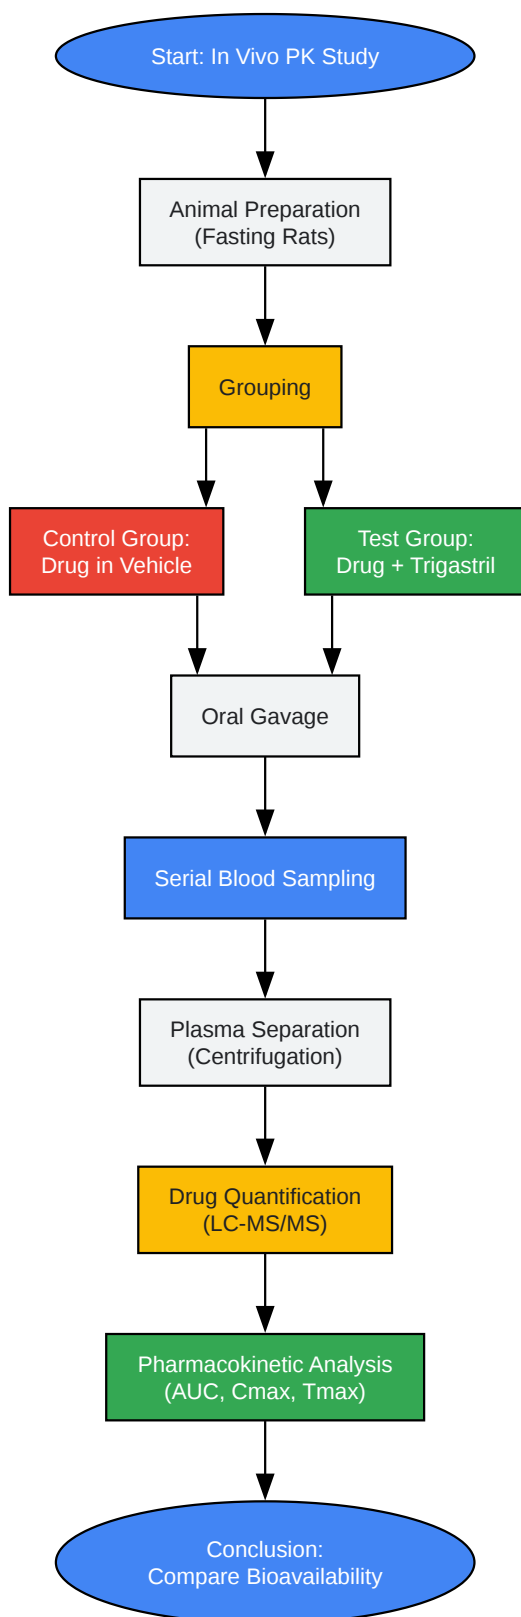 Start: In Vivo PK Study
Animal Preparation
(Fasting Rats)
Grouping
Control Group:
Drug in Vehicle
Test Group:
Drug + Trigastril
Oral Gavage
Serial Blood Sampling
Plasma Separation
(Centrifugation)
Drug Quantification
(LC-MS/MS)
Pharmacokinetic Analysis
(AUC, Cmax, Tmax)
Conclusion:
Compare Bioavailability